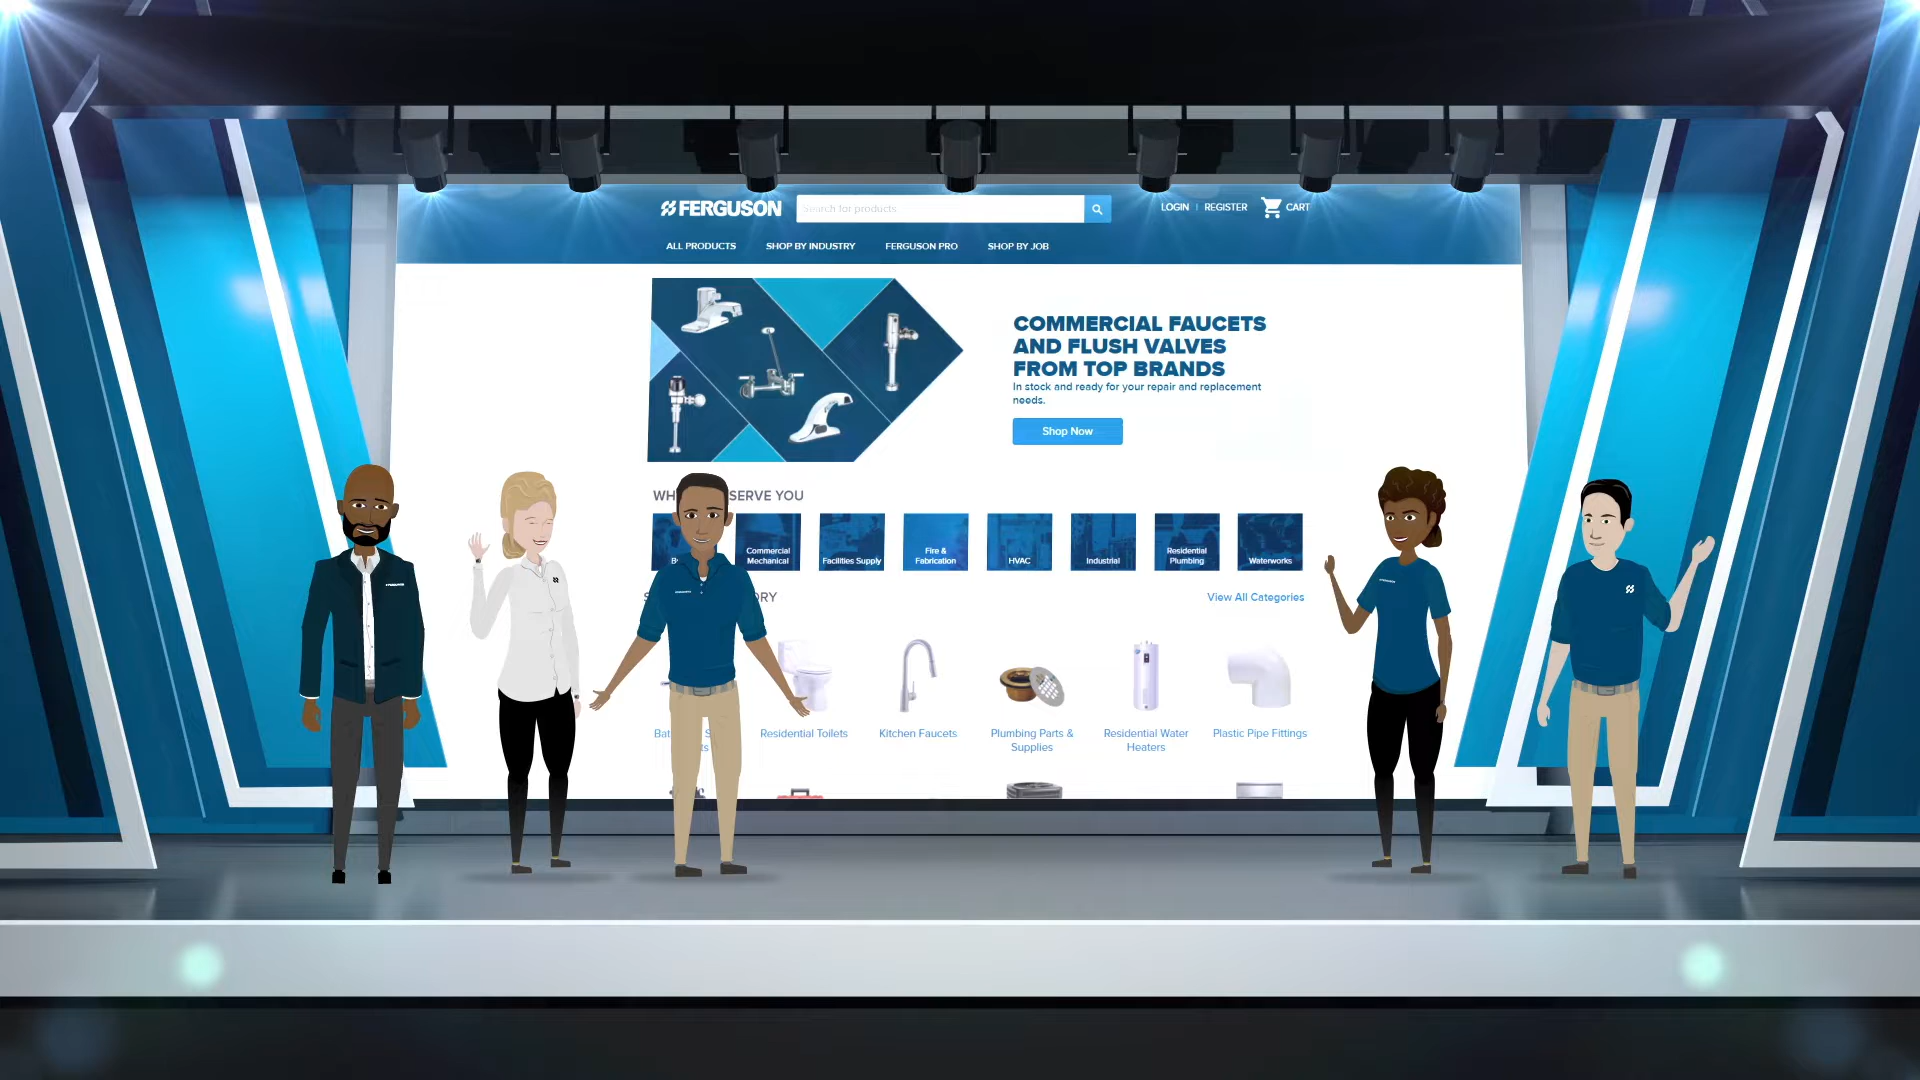 FERGUSON
Search for products
LOGIN | REGISTER
CART
ALL PRODUCTS
SHOP BY INDUSTRY
FERGUSON PRO
SHOP BY JOB
COMMERCIAL FAUCETS
AND FLUSH VALVES
FROM TOP BRANDS
In stock and ready for your repair and replacement
needs.
Shop Now
SERVE YOU
Commercial
Mechanical
Facilities Supply
Fire &
Fabrication
HVAC
Industrial
Residential
Plumbing
Waterworks
View All Categories
Residential Toilets
Kitchen Faucets
Plumbing Parts &
Supplies
Residential Water
Heaters
Plastic Pipe Fittings